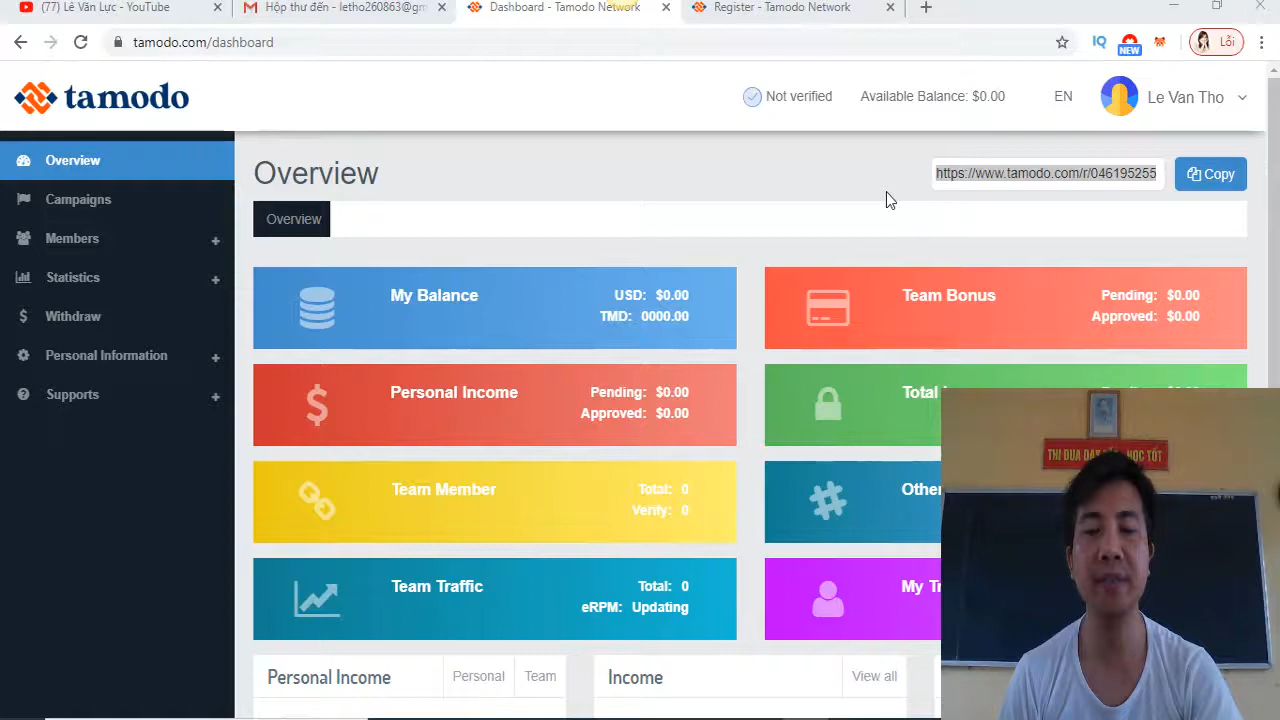 (77) Lê Văn Lực - YouTube
Hộp thư đến - letho260863@gm
Dashboard - Tamodo Network
Register - Tamodo Network
tamodo.com/dashboard
IQ
NEW
Lỗi
tamodo
Not verified
Available Balance: $0.00
EN
Le Van Tho
Overview
Campaigns
Members
Statistics
Withdraw
Personal Information
Supports
Overview
https://www.tamodo.com/r/046195255
Copy
Overview
My Balance
USD: $0.00
TMD: 0000.00
Team Bonus
Pending: $0.00
Approved: $0.00
Personal Income
Pending: $0.00
Approved: $0.00
Total
Team Member
Total: 0
Verify: 0
Other
Team Traffic
Total: 0
eRPM: Updating
My Tr
Personal Income
Personal
Team
Income
View all
THI ĐUA DẠY
HỌC TỐT